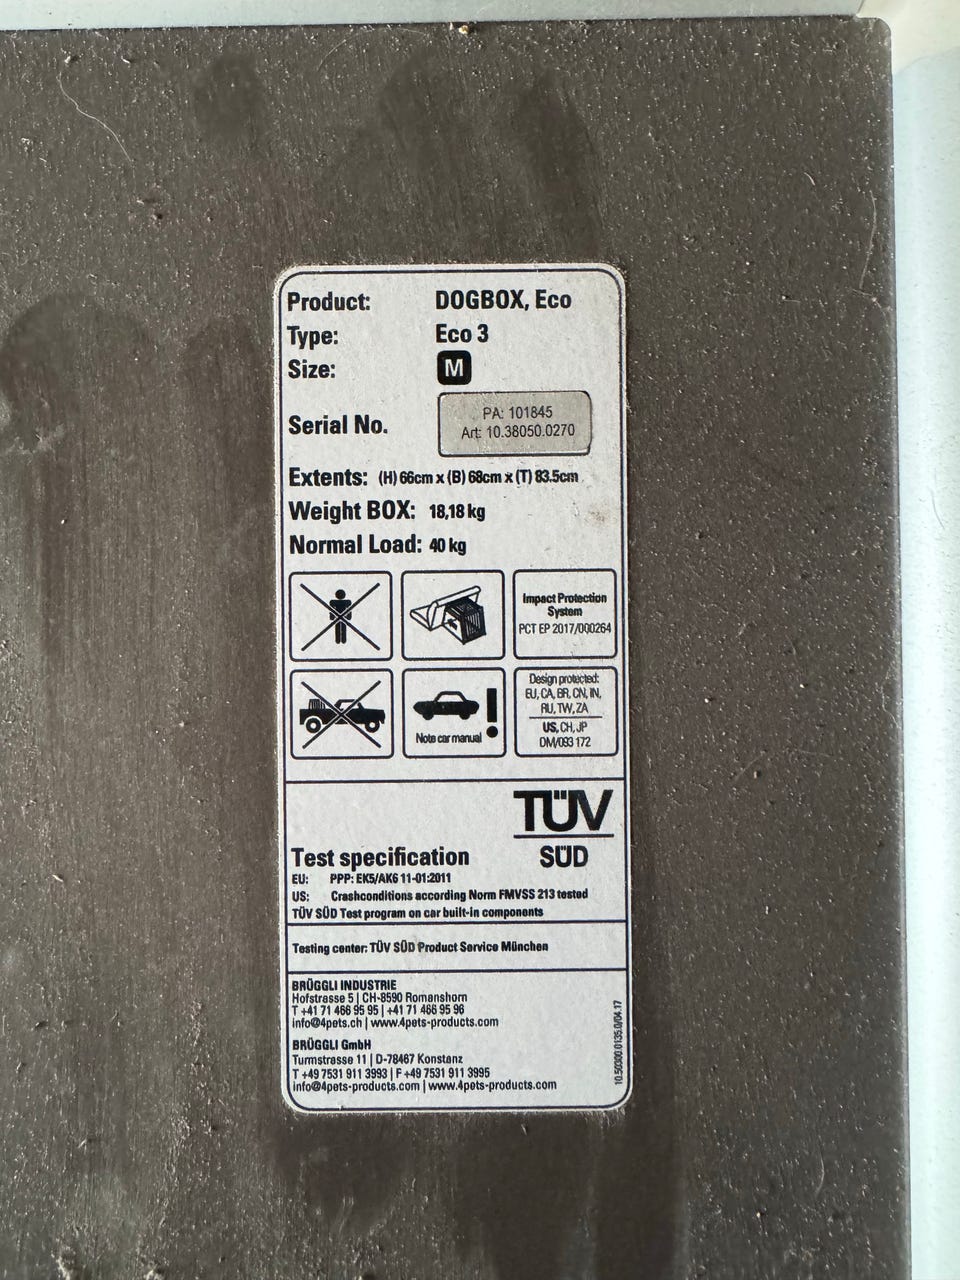 Product: DOGBOX, Eco
Type: Eco 3
Size: M
Serial No. PA: 101845
Art: 10.38050.0270
Extents: (H) 66cm x (B) 68cm x (T) 83.5cm
Weight BOX: 18,18 kg
Normal Load: 40 kg
Impact Protection
System
PCT EP 2017/000264
Note car manual !
Design protected:
EU, CA, BR, CN, IN,
RU, TW, ZA
US, CH, JP
DM/093 172
TÜV
SÜD
Test specification
EU: PPP: EK5/AK6 11-01:2011
US: Crashconditions according Norm FMVSS 213 tested
TÜV SÜD Test program on car built-in components
Testing center: TÜV SÜD Product Service München
BRÜGGLI INDUSTRIE
Hofstrasse 5 | CH-8590 Romanshorn
T +41 71 466 95 95 | +41 71 466 95 96
info@4pets.ch | www.4pets-products.com
BRÜGGLI GmbH
Turmstrasse 11 | D-78467 Konstanz
T +49 7531 911 3993 | F +49 7531 911 3995
info@4pets-products.com | www.4pets-products.com
10.50300.0135.0/04.17